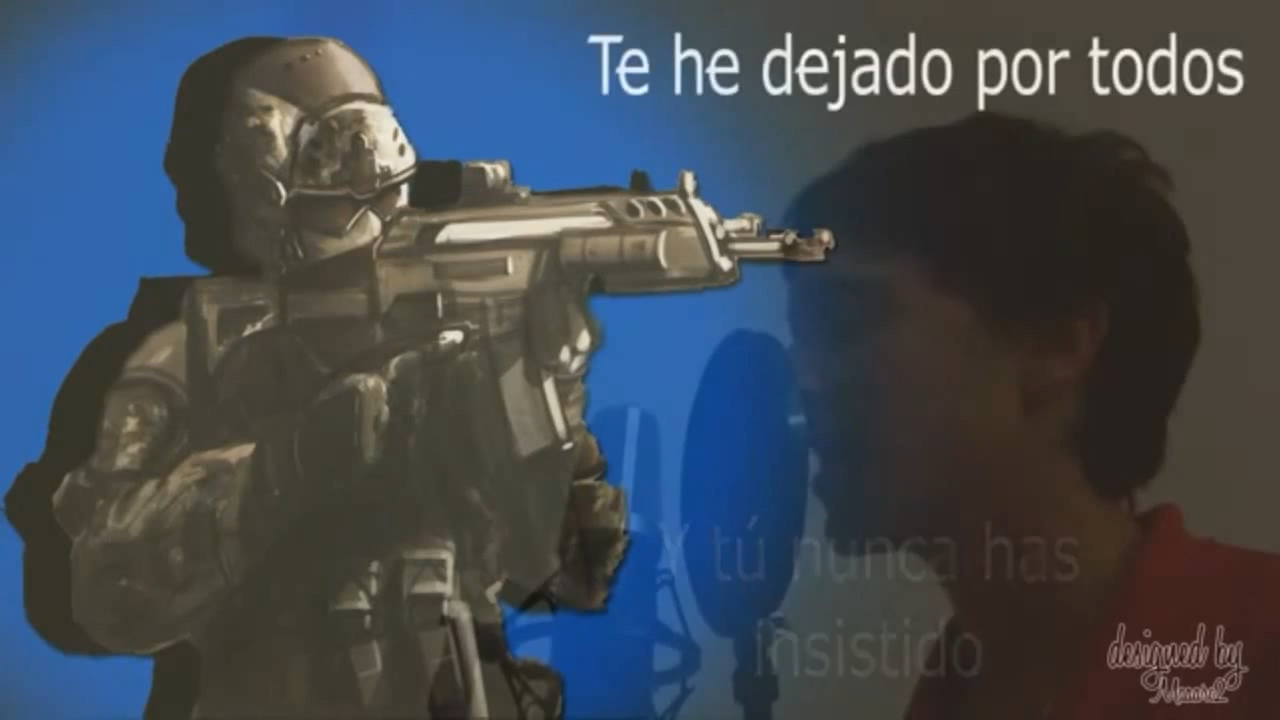 Te he dejado por todos
Y tú nunca has
insistido
designed by